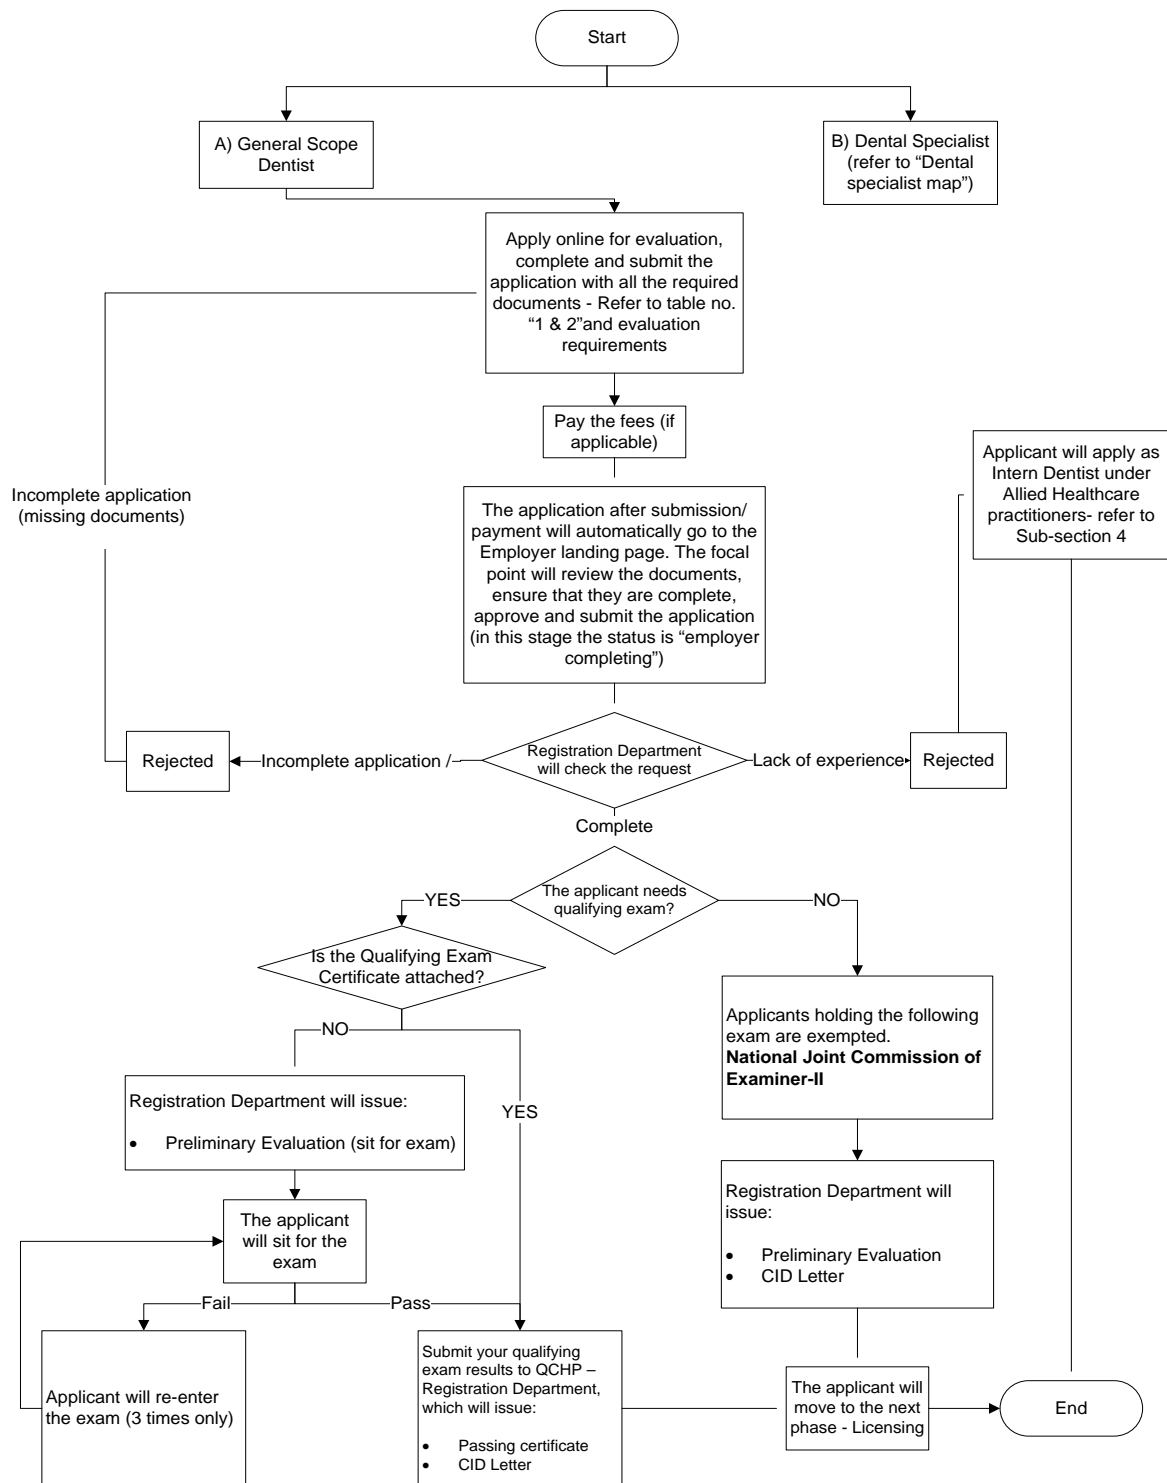 Start
A) General Scope
Dentist
B) Dental Specialist
(refer to “Dental
specialist map”)
Apply online for evaluation,
complete and submit the
application with all the required
documents - Refer to table no.
“1 & 2”and evaluation
requirements
Pay the fees (if
applicable)
Applicant will apply as
Intern Dentist under
Allied Healthcare
practitioners- refer to
Sub-section 4
Incomplete application
(missing documents)
The application after submission/
payment will automatically go to the
Employer landing page. The focal
point will review the documents,
ensure that they are complete,
approve and submit the application
(in this stage the status is “employer
completing”)
Rejected
Incomplete application /
Registration Department
will check the request
Lack of experience
Rejected
Complete
The applicant needs
qualifying exam?
YES
NO
Is the Qualifying Exam
Certificate attached?
NO
YES
Applicants holding the following
exam are exempted.
National Joint Commission of
Examiner-II
Registration Department will issue:
• Preliminary Evaluation (sit for exam)
Registration Department will
issue:
• Preliminary Evaluation
• CID Letter
The applicant
will sit for the
exam
Fail
Pass
Applicant will re-enter
the exam (3 times only)
Submit your qualifying
exam results to QCHP –
Registration Department,
which will issue:
• Passing certificate
• CID Letter
The applicant will
move to the next
phase - Licensing
End